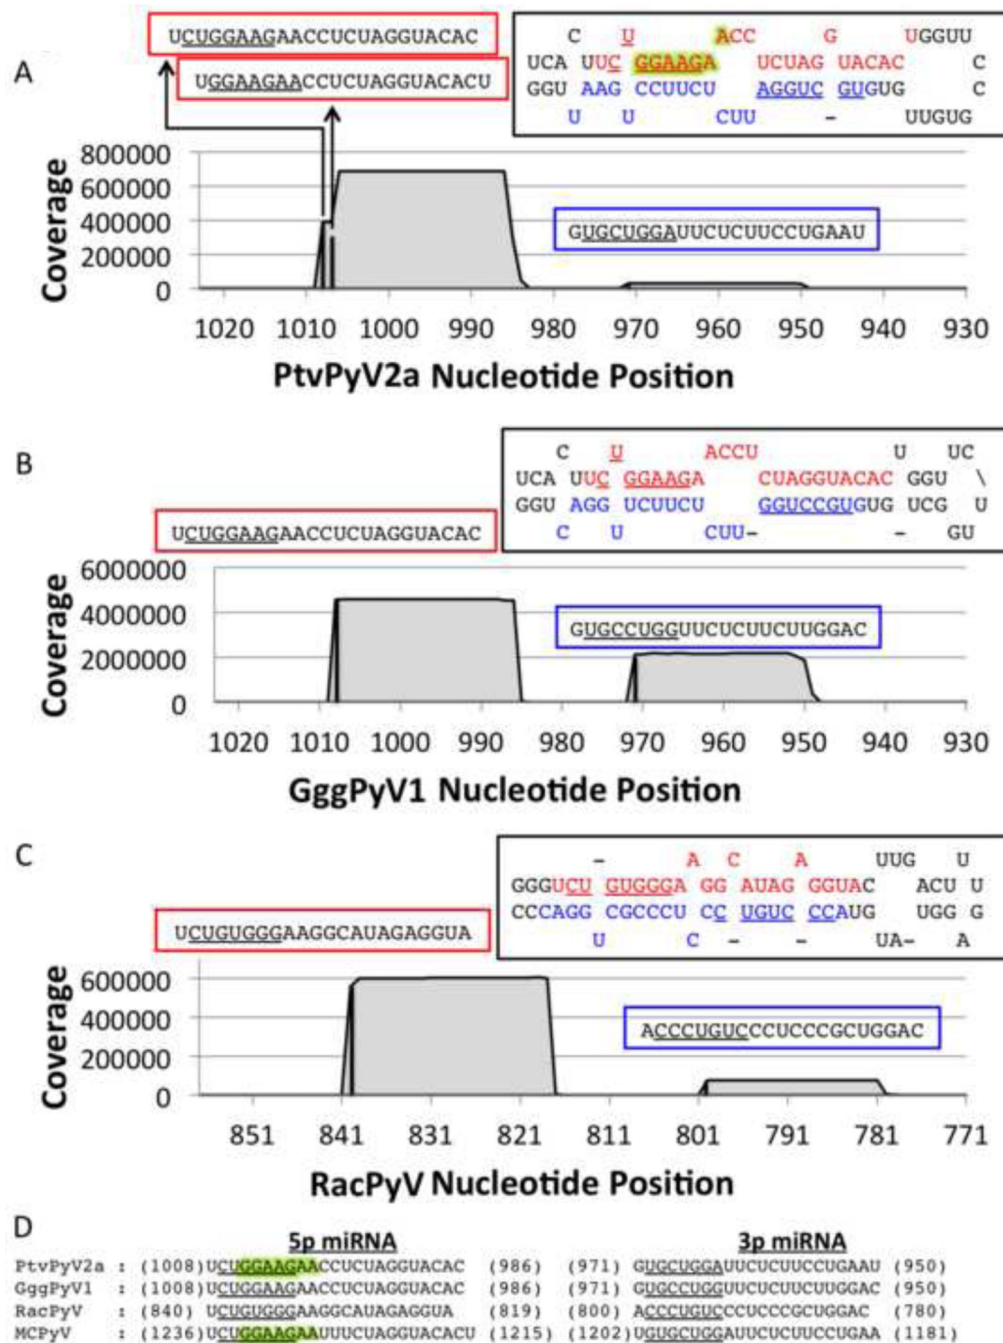 A
UCUGGAAGAACCUCUAGGUACAC
UGGAAGAACCUCUAGGUACACU
C U ACC G UGGUU
UCA UUC GGAAGA UCUAG UACAC C
GGU AAG CCUUCU AGGUC GUGUG C
U U CUU - UUGUG
Coverage
800000
600000
400000
200000
0
GUGCUGGAUUCUCUUCCUGAAU
1020 1010 1000 990 980 970 960 950 940 930
PtvPyV2a Nucleotide Position
B
C U ACCU U UC
UCA UUC GGAAGA CUAGGUACAC GGU \
GGU AGG UCUUCU GGUCCGUGUG UCG U
C U CUU- - GU
UCUGGAAGAACCUCUAGGUACAC
Coverage
6000000
4000000
2000000
0
GUGCCUGGUUCUCUUCUUGGAC
1020 1010 1000 990 980 970 960 950 940 930
GggPyV1 Nucleotide Position
C
- A C A UUG U
GGGUCU GUGGGA GG AUAG GGUAC ACU U
CCCAGG CGCCCU CC UGUC CCAUG UGG G
U C - - UA- A
UCUGUGGGAAGGCAUAGAGGUA
Coverage
600000
400000
200000
0
ACCCUGUCCCUCCCGCUGGAC
851 841 831 821 811 801 791 781 771
RacPyV Nucleotide Position
D
5p miRNA 3p miRNA
PtvPyV2a : (1008)UCUGGAAGAACCUCUAGGUACAC (986) (971) GUGCUGGAUUCUCUUCCUGAAU (950)
GggPyV1 : (1008)UCUGGAAGAACCUCUAGGUACAC (986) (971) GUGCCUGGUUCUCUUCUUGGAC (950)
RacPyV : (840) UCUGUGGGAAGGCAUAGAGGUA (819) (800) ACCCUGUCCCUCCCGCUGGAC (780)
MCPyV : (1236)UCUGGAAGAAUUUCUAGGUACACU (1215) (1202)UGUGCUGGAUUCUCUUCCUGAA (1181)